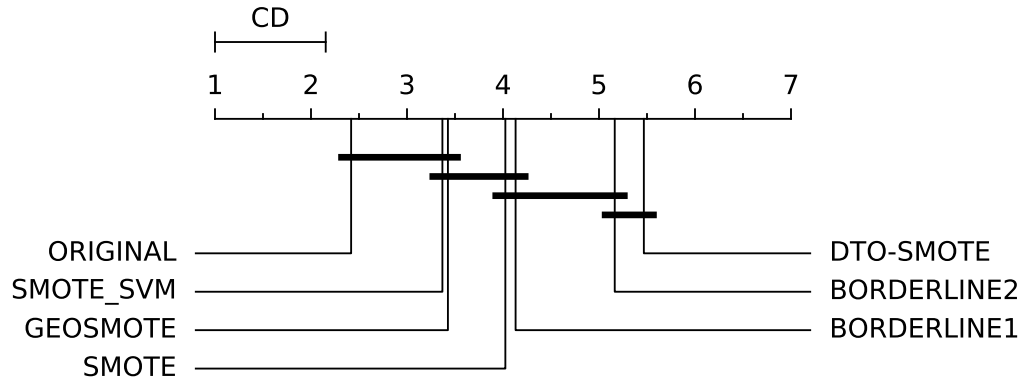 CD
1 2 3 4 5 6 7
ORIGINAL DTO-SMOTE
SMOTE_SVM BORDERLINE2
GEOSMOTE BORDERLINE1
SMOTE